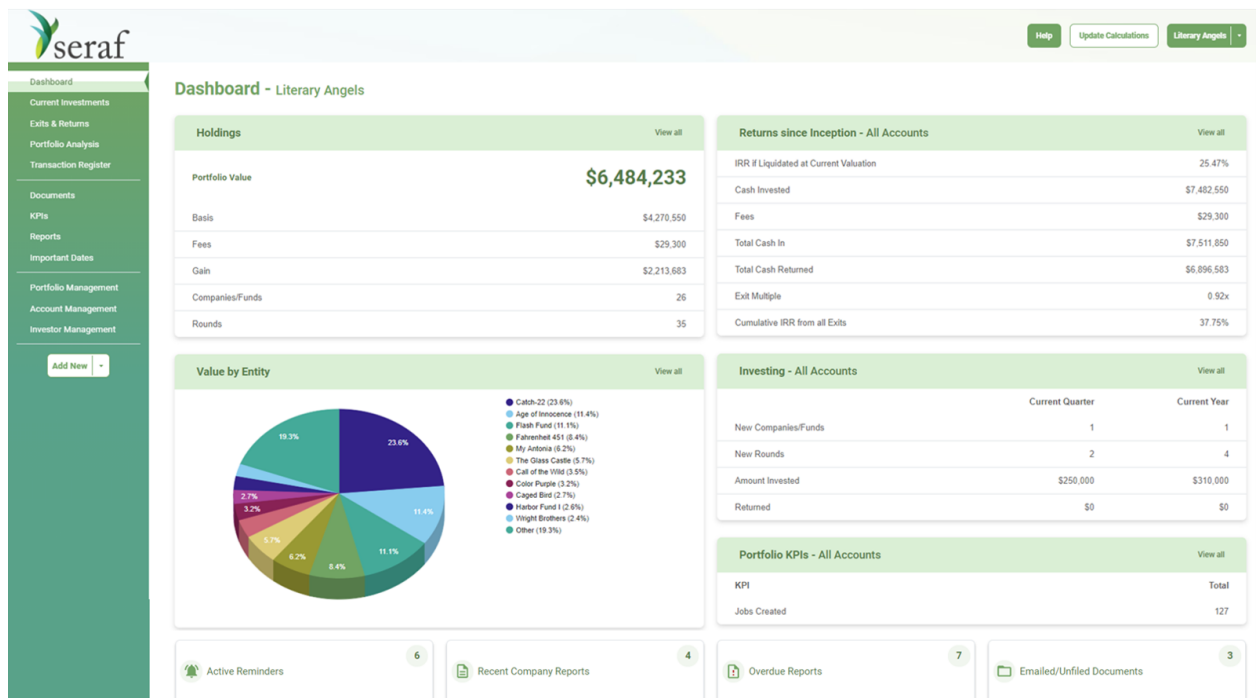 seraf
Help
Update Calculations
Literary Angels
Dashboard
Current Investments
Exits & Returns
Portfolio Analysis
Transaction Register
Documents
KPIs
Reports
Important Dates
Portfolio Management
Account Management
Investor Management
Add New
Dashboard - Literary Angels
Holdings View all
Portfolio Value $6,484,233
Basis $4,270,550
Fees $29,300
Gain $2,213,683
Companies/Funds 26
Rounds 35
Returns since Inception - All Accounts View all
IRR if Liquidated at Current Valuation 25.47%
Cash Invested $7,482,550
Fees $29,300
Total Cash In $7,511,850
Total Cash Returned $6,896,583
Exit Multiple 0.92x
Cumulative IRR from all Exits 37.75%
Value by Entity View all
19.3%
23.6%
2.7%
3.2%
11.4%
5.7%
6.2%
8.4%
11.1%
Catch-22 (23.6%)
Age of Innocence (11.4%)
Flash Fund (11.1%)
Fahrenheit 451 (8.4%)
My Antonia (6.2%)
The Glass Castle (5.7%)
Call of the Wild (3.5%)
Color Purple (3.2%)
Caged Bird (2.7%)
Harbor Fund I (2.6%)
Wright Brothers (2.4%)
Other (19.3%)
Investing - All Accounts View all
Current Quarter Current Year
New Companies/Funds 1 1
New Rounds 2 4
Amount Invested $250,000 $310,000
Returned $0 $0
Portfolio KPIs - All Accounts View all
KPI Total
Jobs Created 127
Active Reminders 6
Recent Company Reports 4
Overdue Reports 7
Emailed/Unfiled Documents 3